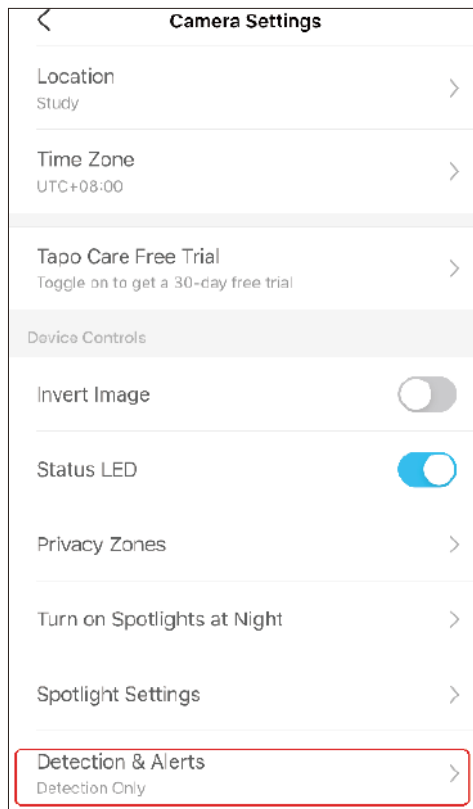 Camera Settings
Location
Study
Time Zone
UTC+08:00
Tapo Care Free Trial
Toggle on to get a 30-day free trial
Device Controls
Invert Image
Status LED
Privacy Zones
Turn on Spotlights at Night
Spotlight Settings
Detection & Alerts
Detection Only